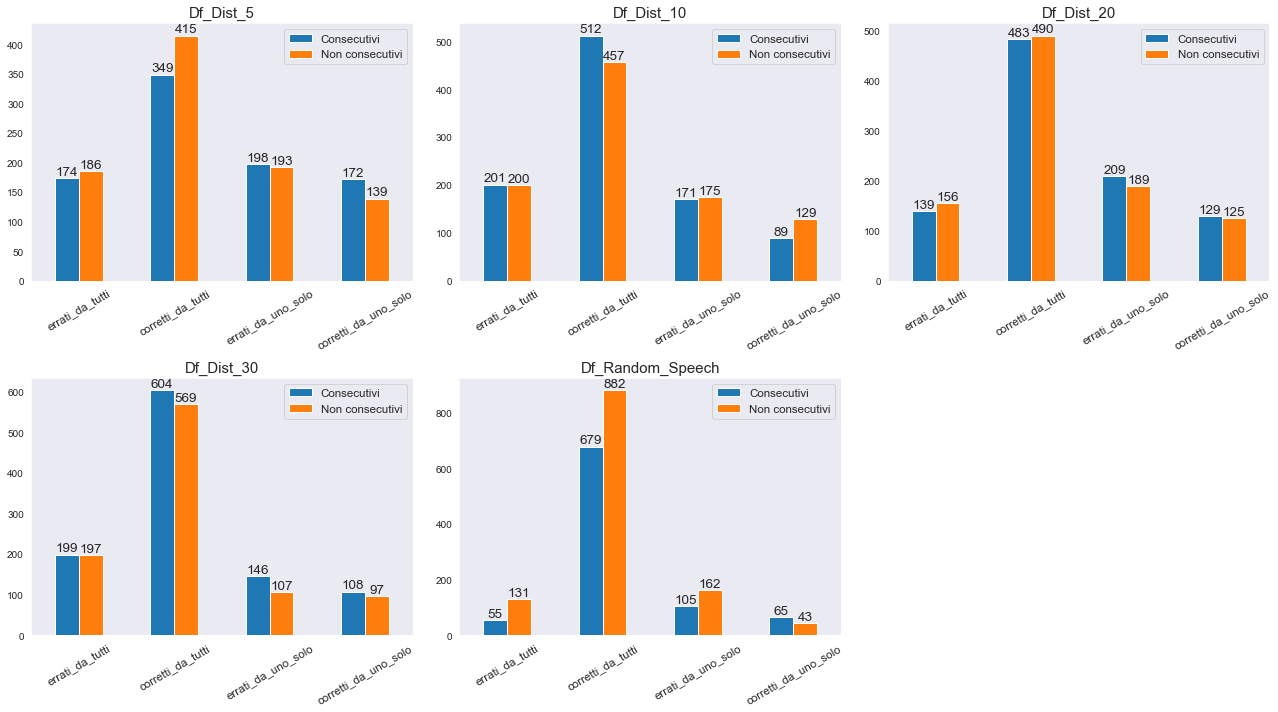 Df_Dist_5
Consecutivi
Non consecutivi
400
350
300
250
200
150
100
50
0
174 186
349 415
198 193
172 139
errati_da_tutti
corretti_da_tutti
errati_da_uno_solo
corretti_da_uno_solo
Df_Dist_10
Consecutivi
Non consecutivi
500
400
300
200
100
0
201 200
512 457
171 175
89 129
errati_da_tutti
corretti_da_tutti
errati_da_uno_solo
corretti_da_uno_solo
Df_Dist_20
Consecutivi
Non consecutivi
500
400
300
200
100
0
139 156
483 490
209 189
129 125
errati_da_tutti
corretti_da_tutti
errati_da_uno_solo
corretti_da_uno_solo
Df_Dist_30
Consecutivi
Non consecutivi
600
500
400
300
200
100
0
199 197
604 569
146 107
108 97
errati_da_tutti
corretti_da_tutti
errati_da_uno_solo
corretti_da_uno_solo
Df_Random_Speech
Consecutivi
Non consecutivi
800
600
400
200
0
55 131
679 882
105 162
65 43
errati_da_tutti
corretti_da_tutti
errati_da_uno_solo
corretti_da_uno_solo